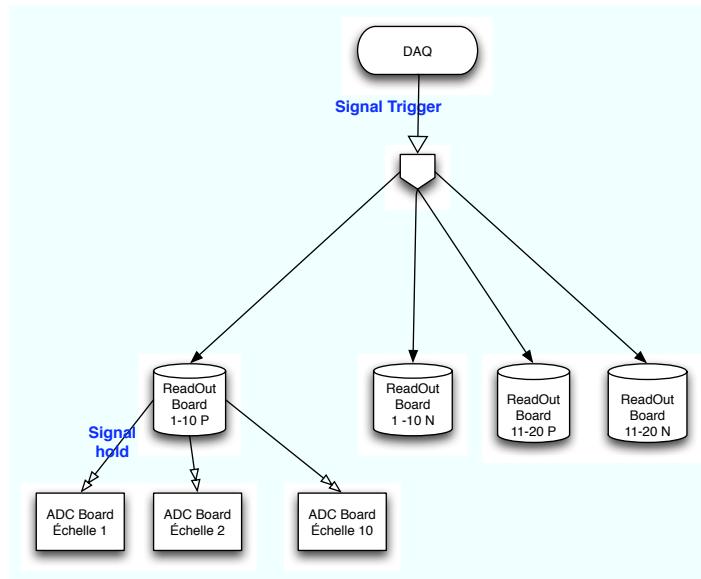 DAQ
Signal Trigger
ReadOut
Board
1-10 P
ReadOut
Board
1 -10 N
ReadOut
Board
11-20 P
ReadOut
Board
11-20 N
Signal
hold
ADC Board
Échelle 1
ADC Board
Échelle 2
ADC Board
Échelle 10